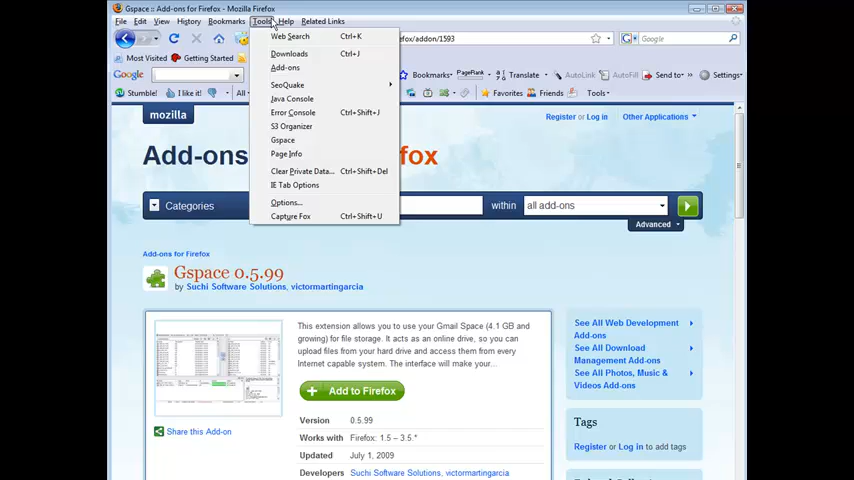 Gspace :: Add-ons for Firefox - Mozilla Firefox
File Edit View History Bookmarks Tools Help Related Links
fox/addon/1593
Google
Most Visited Getting Started
Google
Bookmarks PageRank Translate AutoLink AutoFill Send to Settings
Stumble I like it! All
Favorites Friends Tools
Web Search Ctrl+K
Downloads Ctrl+J
Add-ons
SeoQuake
Java Console
Error Console Ctrl+Shift+J
S3 Organizer
Gspace
Page Info
Clear Private Data... Ctrl+Shift+Del
IE Tab Options
Options...
Capture Fox Ctrl+Shift+U
mozilla
Register or Log in Other Applications
Add-ons
fox
Categories
within all add-ons
Advanced
Add-ons for Firefox
Gspace 0.5.99
by Suchi Software Solutions, victormartingarcia
This extension allows you to use your Gmail Space (4.1 GB and
growing) for file storage. It acts as an online drive, so you can
upload files from your hard drive and access them from every
Internet capable system. The interface will make your...
Add to Firefox
Version 0.5.99
Works with Firefox: 1.5 – 3.5.*
Updated July 1, 2009
Developers Suchi Software Solutions, victormartingarcia
Share this Add-on
See All Web Development
Add-ons
See All Download
Management Add-ons
See All Photos, Music &
Videos Add-ons
Tags
Register or Log in to add tags